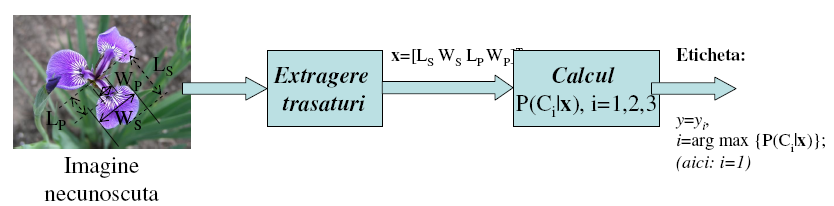 L_S
W_P
L_P
W_S
Imagine
necunoscuta
Extragere
trasaturi
x=[L_S W_S L_P W_P]^T
Calcul
P(C_i|x), i=1,2,3
Eticheta:
y=y_i,
i=arg max {P(C_i|x)};
(aici: i=1)